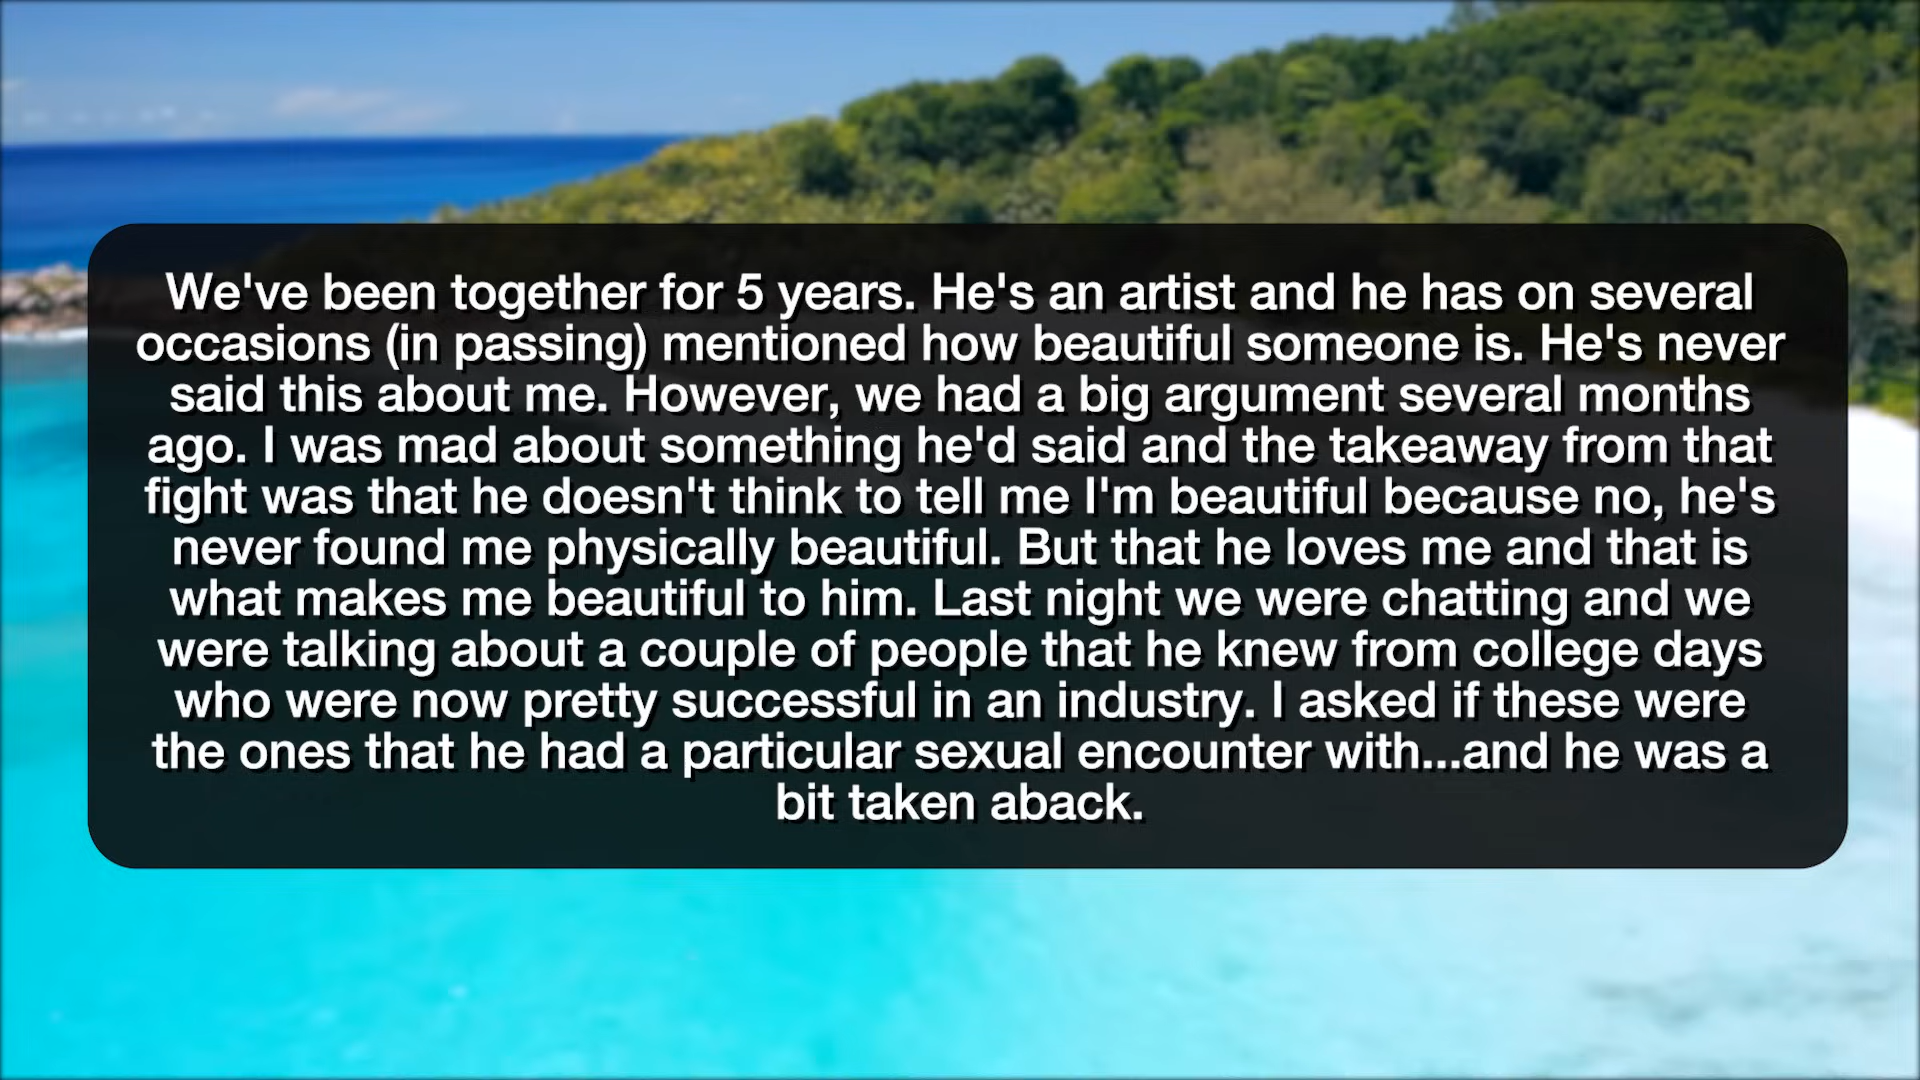 We've been together for 5 years. He's an artist and he has on several
occasions (in passing) mentioned how beautiful someone is. He's never
said this about me. However, we had a big argument several months
ago. I was mad about something he'd said and the takeaway from that
fight was that he doesn't think to tell me I'm beautiful because no, he's
never found me physically beautiful. But that he loves me and that is
what makes me beautiful to him. Last night we were chatting and we
were talking about a couple of people that he knew from college days
who were now pretty successful in an industry. I asked if these were
the ones that he had a particular sexual encounter with...and he was a
bit taken aback.